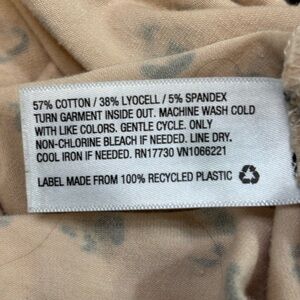 57% COTTON / 38% LYOCELL / 5% SPANDEX
TURN GARMENT INSIDE OUT. MACHINE WASH COLD
WITH LIKE COLORS. GENTLE CYCLE. ONLY
NON-CHLORINE BLEACH IF NEEDED. LINE DRY.
COOL IRON IF NEEDED. RN17730 VN1066221
LABEL MADE FROM 100% RECYCLED PLASTIC